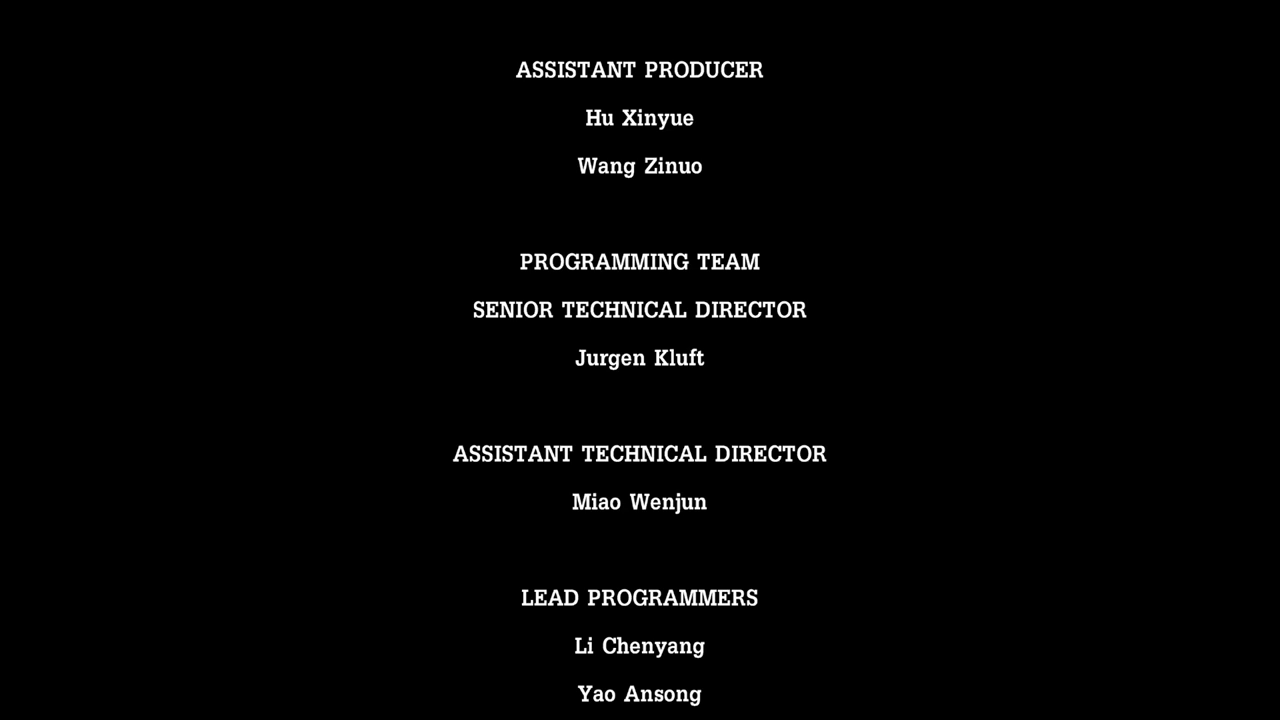 ASSISTANT PRODUCER
Hu Xinyue
Wang Zinuo
PROGRAMMING TEAM
SENIOR TECHNICAL DIRECTOR
Jurgen Kluft
ASSISTANT TECHNICAL DIRECTOR
Miao Wenjun
LEAD PROGRAMMERS
Li Chenyang
Yao Ansong